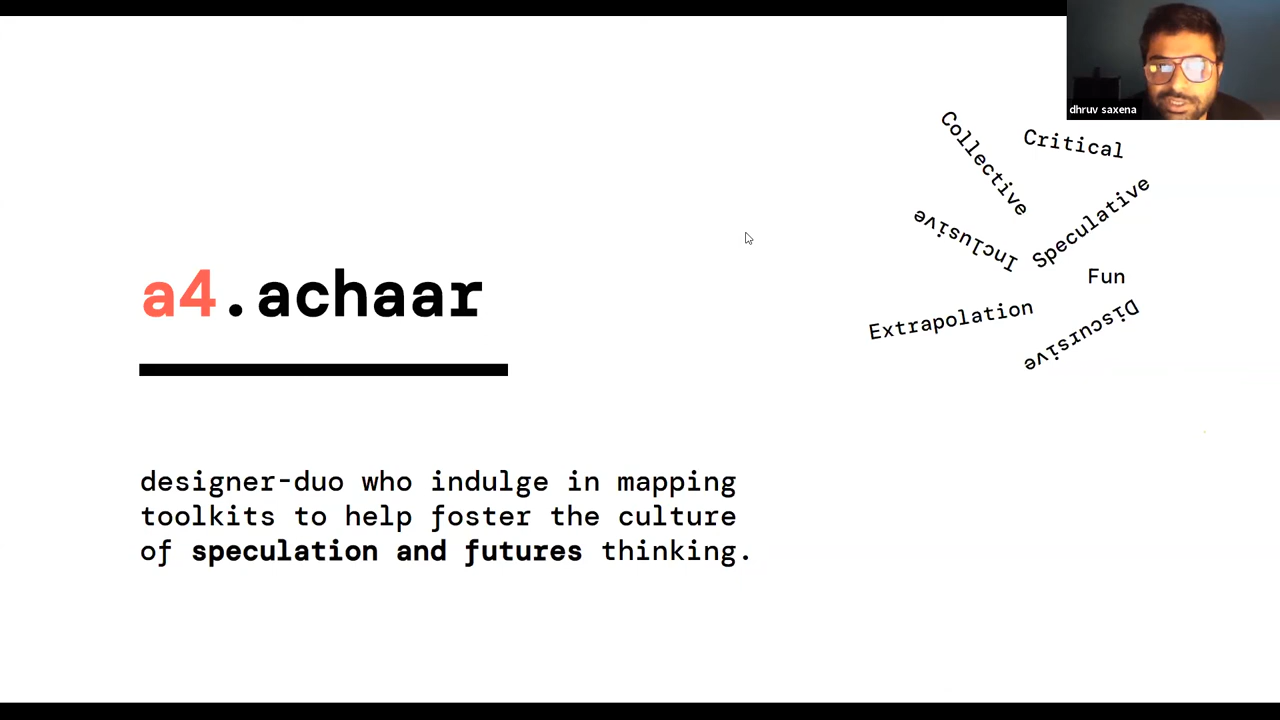 dhruv saxena
Collective
Critical
Speculative
Inclusive
Fun
Extrapolation
Discursive
a4.achaar
designer-duo who indulge in mapping
toolkits to help foster the culture
of speculation and futures thinking.